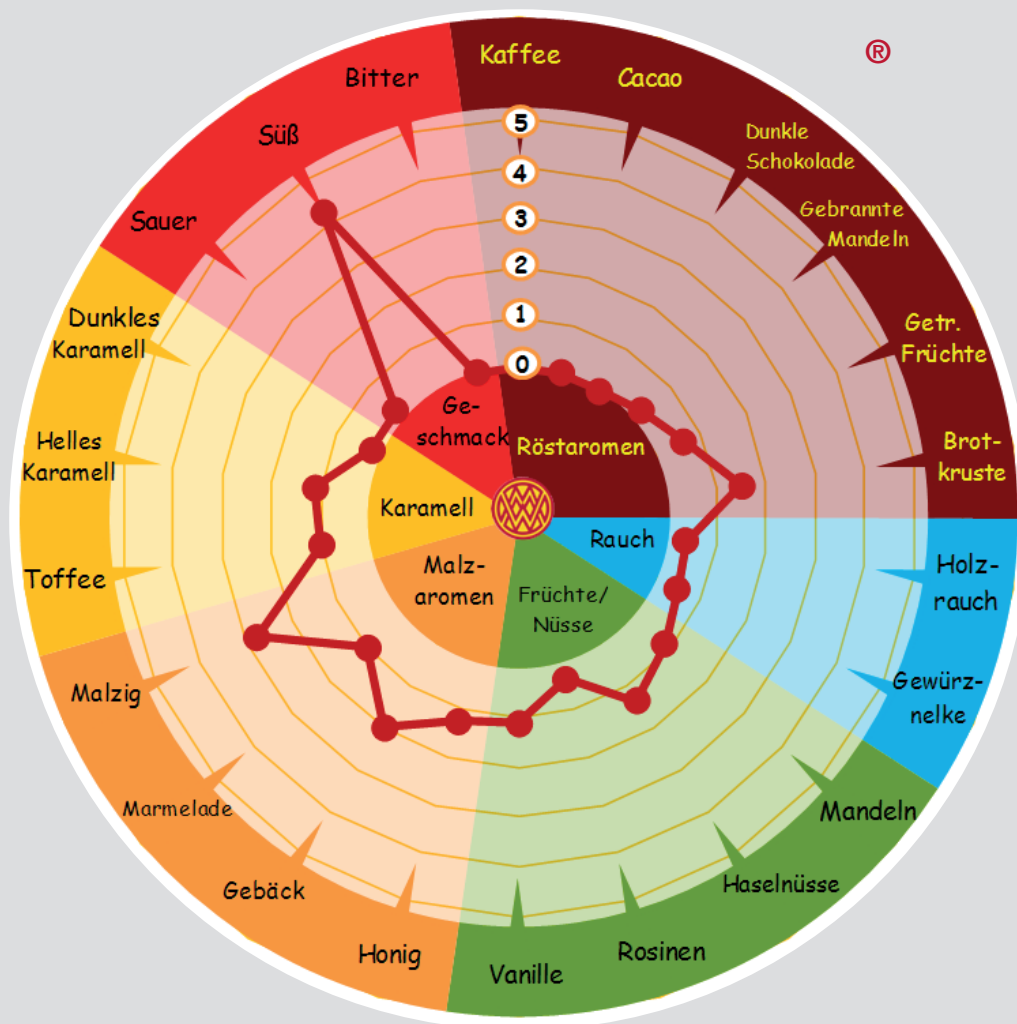 ®
Kaffee
Cacao
Dunkle
Schokolade
Gebrannte
Mandeln
Getr.
Früchte
Brot-
kruste
Holz-
rauch
Gewürz-
nelke
Mandeln
Haselnüsse
Rosinen
Vanille
Honig
Gebäck
Marmelade
Malzig
Toffee
Helles
Karamell
Dunkles
Karamell
Sauer
Süß
Bitter
5
4
3
2
1
0
Ge-
schmack
Röstaromen
Karamell
Rauch
Malz-
aromen
Früchte/
Nüsse